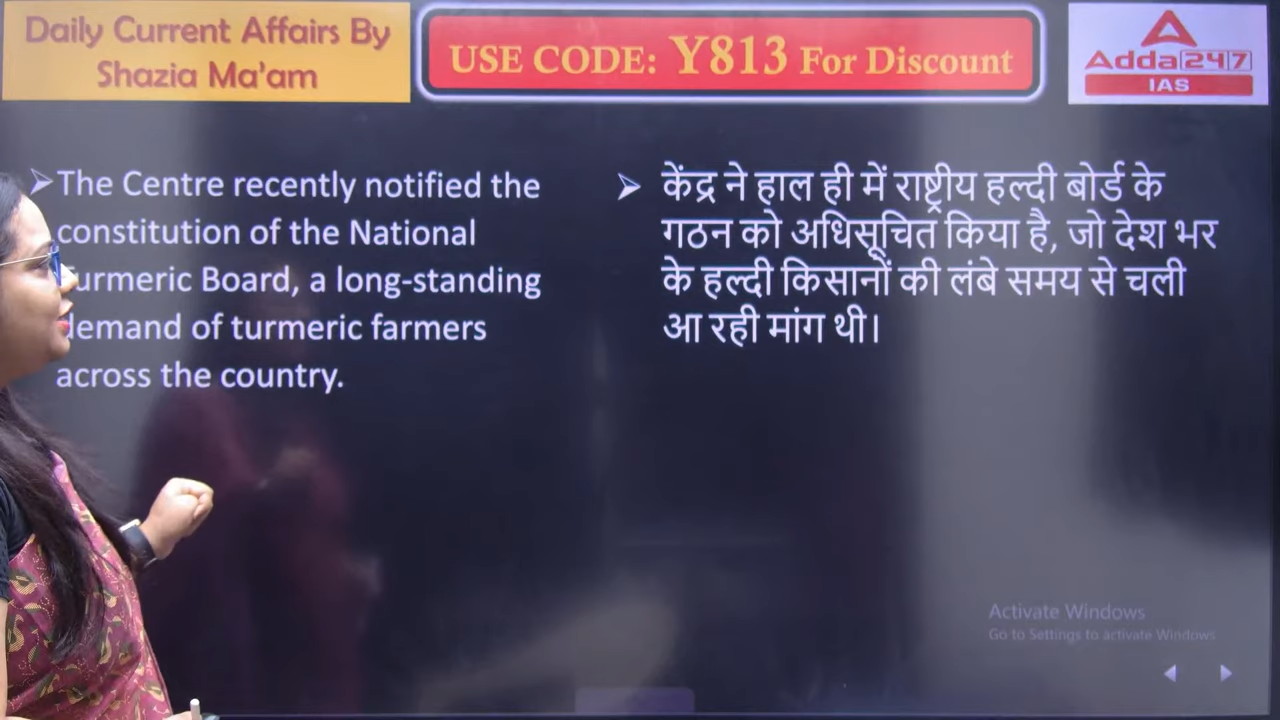 Daily Current Affairs By
Shazia Ma'am
USE CODE: Y813 For Discount
Adda247
IAS
➤The Centre recently notified the
constitution of the National
urmeric Board, a long-standing
demand of turmeric farmers
across the country.
➤ केंद्र ने हाल ही में राष्ट्रीय हल्दी बोर्ड के
गठन को अधिसूचित किया है, जो देश भर
के हल्दी किसानों की लंबे समय से चली
आ रही मांग थी।
Activate Windows
Go to Settings to activate Windows